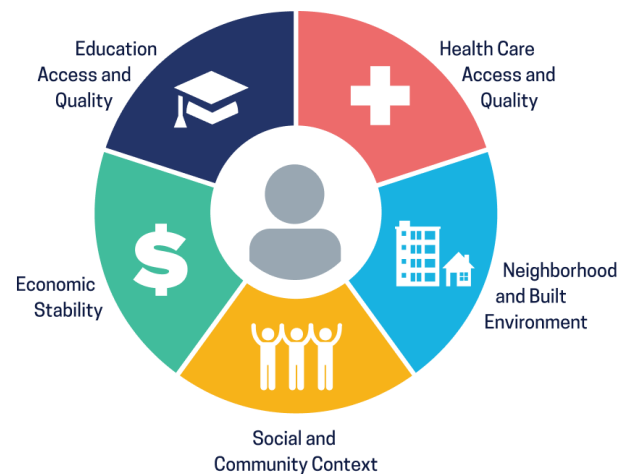 Education
Access and
Quality
Health Care
Access and
Quality
Economic
Stability
Neighborhood
and Built
Environment
Social and
Community Context